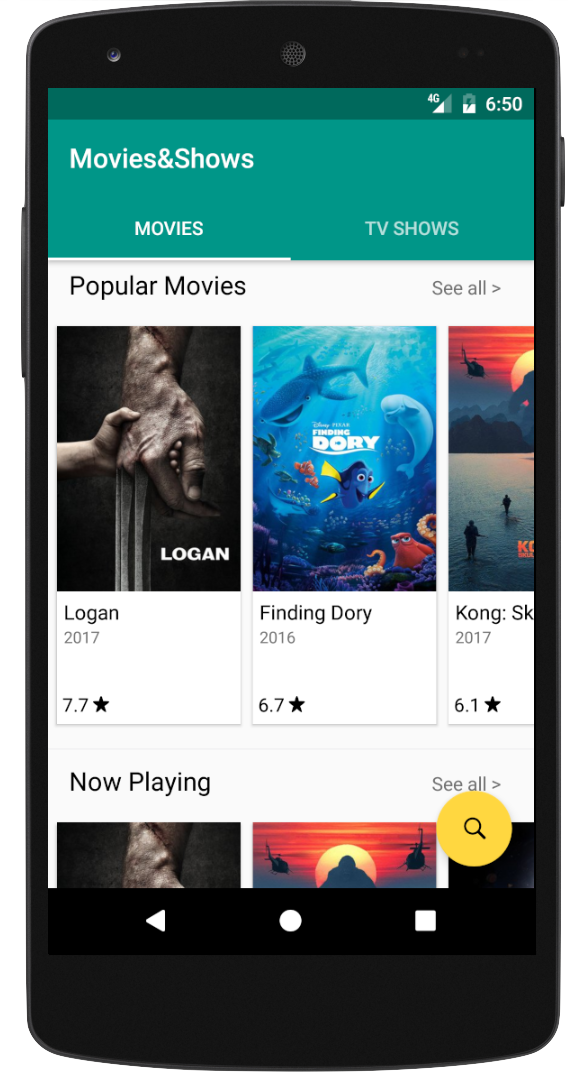 4G 6:50
Movies&Shows
MOVIES TV SHOWS
Popular Movies See all >
Disney PIXAR
FINDING
DORY
LOGAN
Logan Finding Dory Kong: Sk
2017 2016 2017
7.7 6.7 6.1
Now Playing See all >